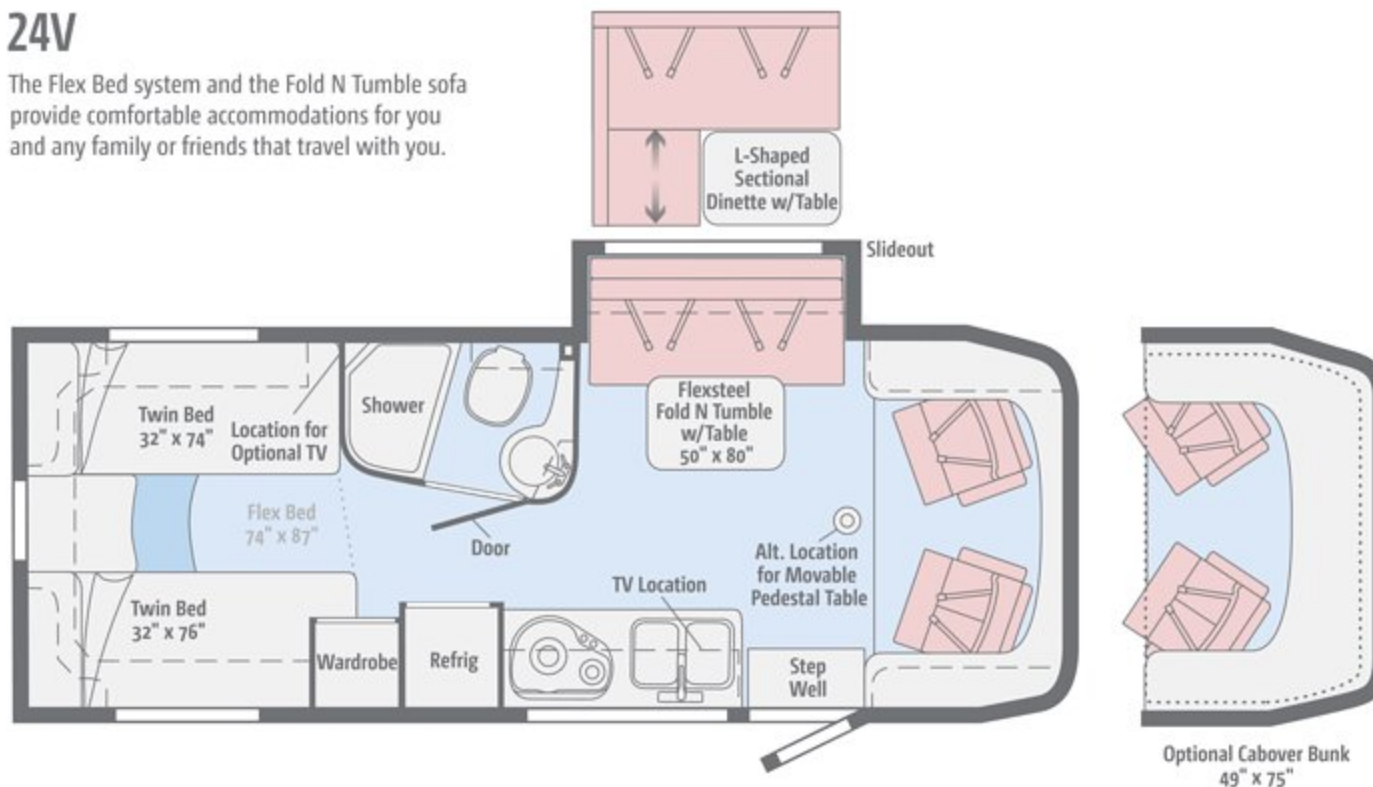 24V
The Flex Bed system and the Fold N Tumble sofa
provide comfortable accommodations for you
and any family or friends that travel with you.
L-Shaped
Sectional
Dinette w/Table
Slideout
Twin Bed
32" x 74"
Location for
Optional TV
Shower
Flexsteel
Fold N Tumble
w/Table
50" x 80"
Flex Bed
74" x 87"
Door
Alt. Location
for Movable
Pedestal Table
TV Location
Twin Bed
32" x 76"
Wardrobe
Refrig
Step
Well
Optional Cabover Bunk
49" x 75"